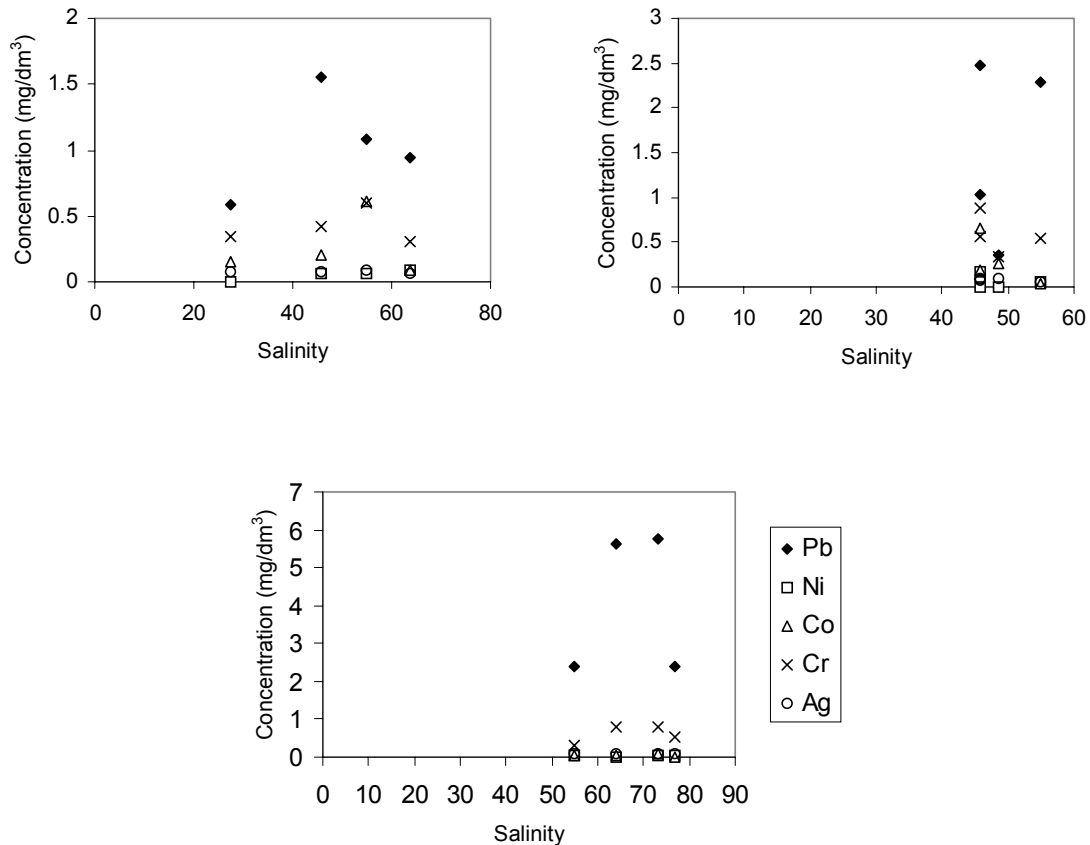 Concentration (mg/dm³)
2
1.5
1
0.5
0
0 20 40 60 80
Salinity
Concentration (mg/dm³)
3
2.5
2
1.5
1
0.5
0
0 10 20 30 40 50 60
Salinity
Concentration (mg/dm³)
7
6
5
4
3
2
1
0
0 10 20 30 40 50 60 70 80 90
Salinity
Pb
Ni
Co
Cr
Ag